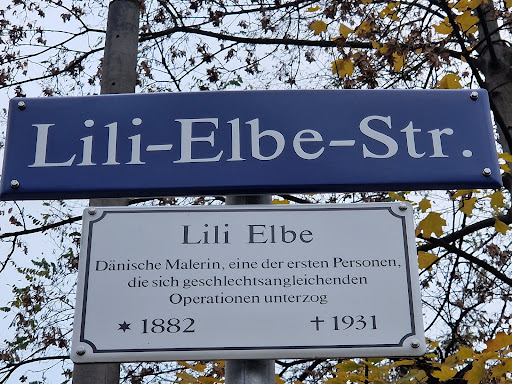 Lili-Elbe-Str.
Lili Elbe
Dänische Malerin, eine der ersten Personen,
die sich geschlechtsangleichenden
Operationen unterzog
* 1882 † 1931